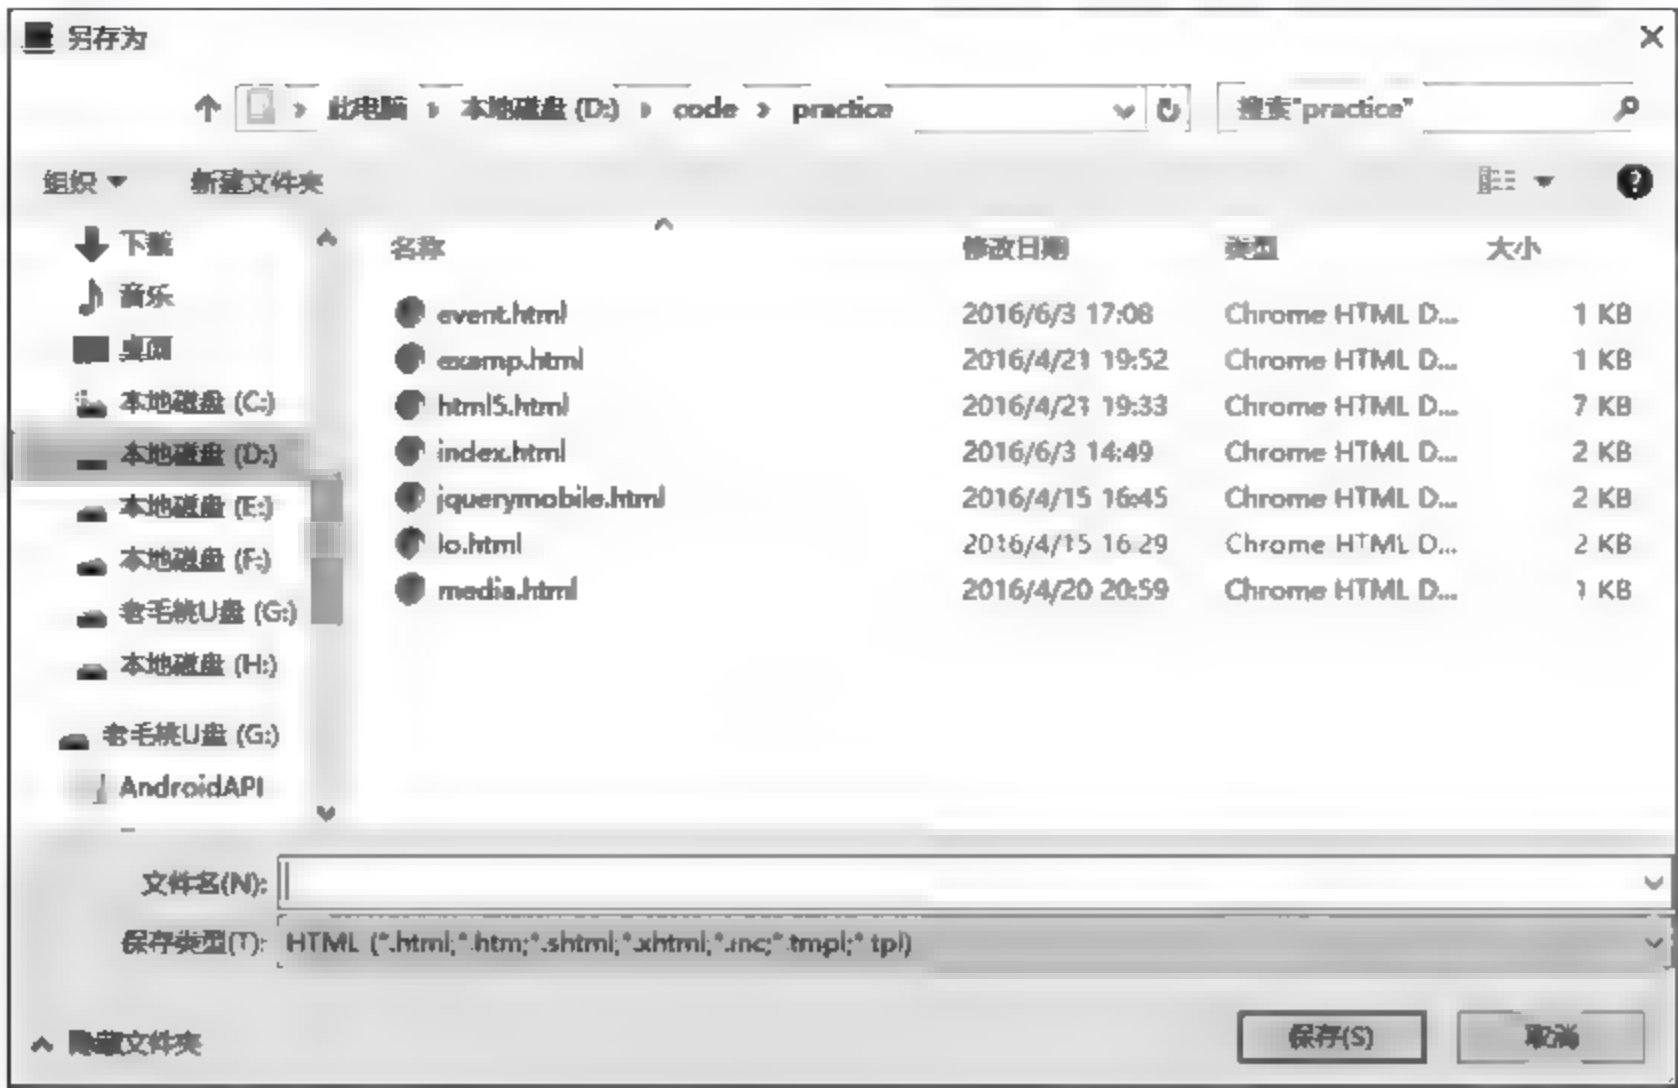 另存为
此电脑 › 本地磁盘 (D:) › code › practice
搜索"practice"
组织
新建文件夹
名称 修改日期 类型 大小
下载
音乐
桌面
本地磁盘 (C:)
本地磁盘 (D:)
本地磁盘 (E:)
本地磁盘 (F:)
老毛桃U盘 (G:)
本地磁盘 (H:)
老毛桃U盘 (G:)
AndroidAPI
event.html 2016/6/3 17:08 Chrome HTML D... 1 KB
examp.html 2016/4/21 19:52 Chrome HTML D... 1 KB
html5.html 2016/4/21 19:33 Chrome HTML D... 7 KB
index.html 2016/6/3 14:49 Chrome HTML D... 2 KB
jquerymobile.html 2016/4/15 16:45 Chrome HTML D... 2 KB
lo.html 2016/4/15 16:29 Chrome HTML D... 2 KB
media.html 2016/4/20 20:59 Chrome HTML D... 1 KB
文件名(N):
保存类型(T): HTML (*.html;*.htm;*.shtml;*.xhtml;*.inc;*.tmpl;*.tpl)
隐藏文件夹
保存(S)
取消